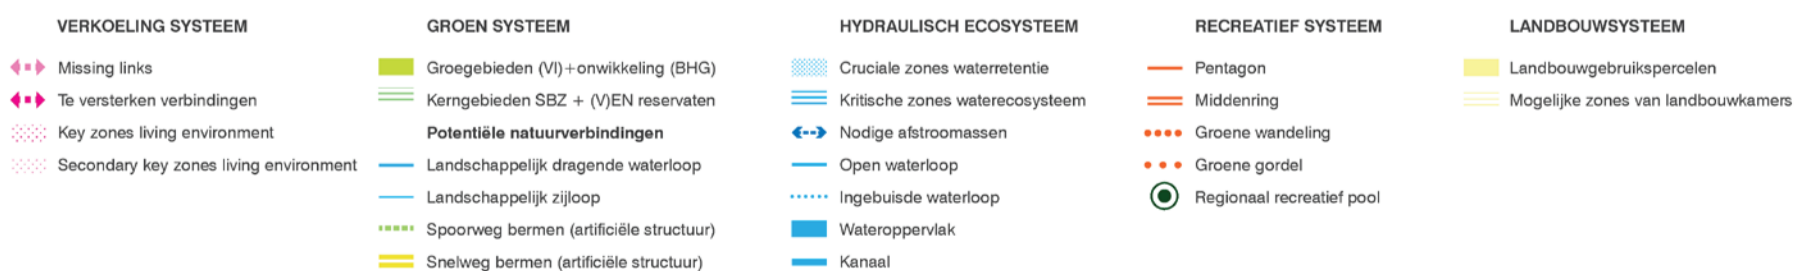 VERKOELING SYSTEEM
Missing links
Te versterken verbindingen
Key zones living environment
Secondary key zones living environment
GROEN SYSTEEM
Groegebieden (VI)+onwikkeling (BHG)
Kerngebieden SBZ + (V)EN reservaten
Potentiële natuurverbindingen
Landschappelijk dragende waterloop
Landschappelijk zijloop
Spoorweg bermen (artificiële structuur)
Snelweg bermen (artificiële structuur)
HYDRAULISCH ECOSYSTEEM
Cruciale zones waterretentie
Kritische zones waterecosysteem
Nodige afstroomassen
Open waterloop
Ingebuisde waterloop
Wateroppervlak
Kanaal
RECREATIEF SYSTEEM
Pentagon
Middenring
Groene wandeling
Groene gordel
Regionaal recreatief pool
LANDBOUWSYSTEEM
Landbouwgebruikspercelen
Mogelijke zones van landbouwkamers